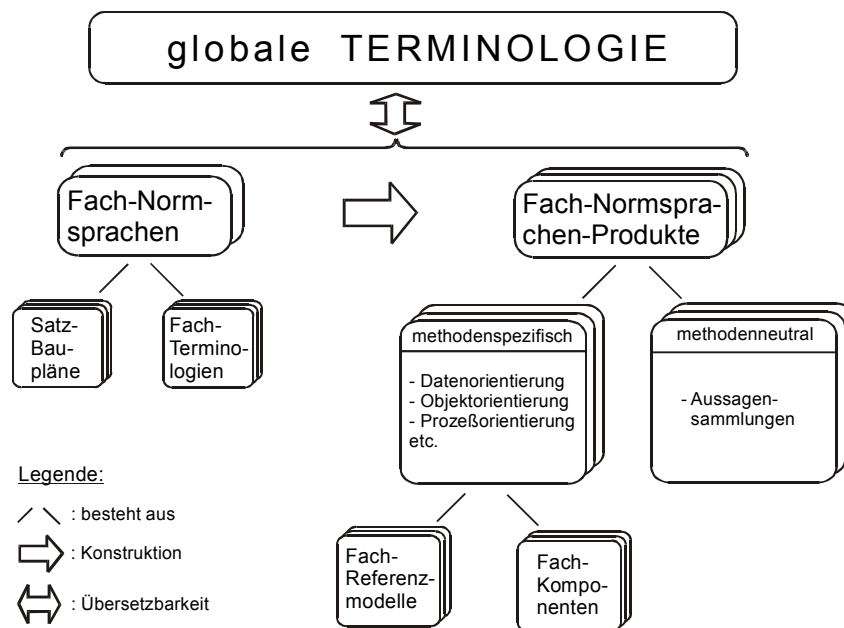 globale TERMINOLOGIE
Fach-Norm-
sprachen
Fach-Normspra-
chen-Produkte
Satz-
Bau-
pläne
Fach-
Termino-
logien
methodenspezifisch
- Datenorientierung
- Objektorientierung
- Prozeßorientierung
etc.
methodenneutral
- Aussagen-
sammlungen
Fach-
Referenz-
modelle
Fach-
Kompo-
nenten
Legende:
: besteht aus
: Konstruktion
: Übersetzbarkeit